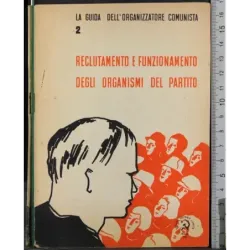 LA GUIDA DELL'ORGANIZZATORE COMUNISTA
2
RECLUTAMENTO E FUNZIONAMENTO
DEGLI ORGANISMI DEL PARTITO